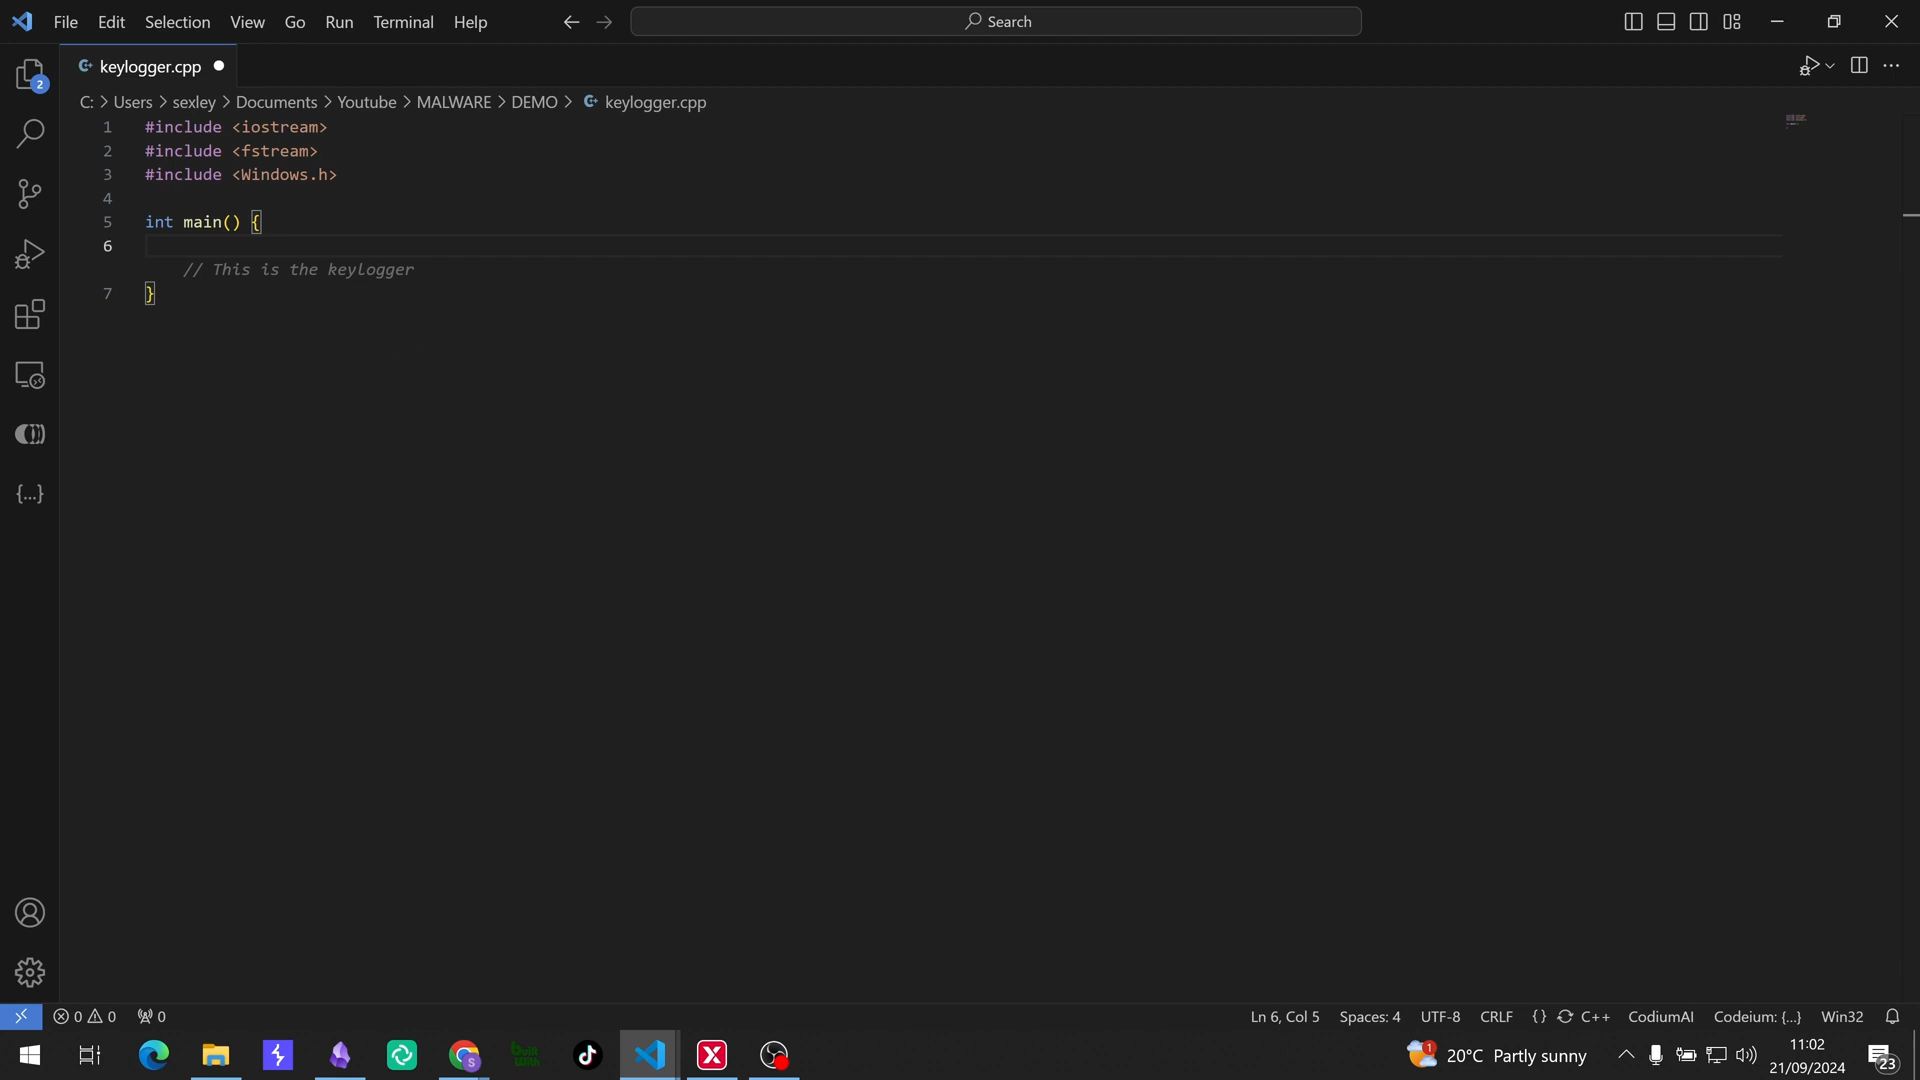 File Edit Selection View Go Run Terminal Help
Search
keylogger.cpp
C: > Users > sexley > Documents > Youtube > MALWARE > DEMO > keylogger.cpp
1 #include <iostream>
2 #include <fstream>
3 #include <Windows.h>
4
5 int main() {
6
// This is the keylogger
7 }
2
0 0 0
Ln 6, Col 5 Spaces: 4 UTF-8 CRLF {} C++ CodiumAI Codeium: {...} Win32
S
1 20°C Partly sunny
11:02
21/09/2024
23